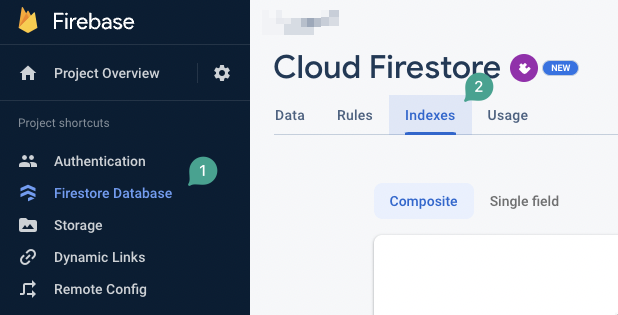 Firebase
Project Overview
Project shortcuts
Authentication
1
Firestore Database
Storage
Dynamic Links
Remote Config
Cloud Firestore NEW
2
Data Rules Indexes Usage
Composite Single field